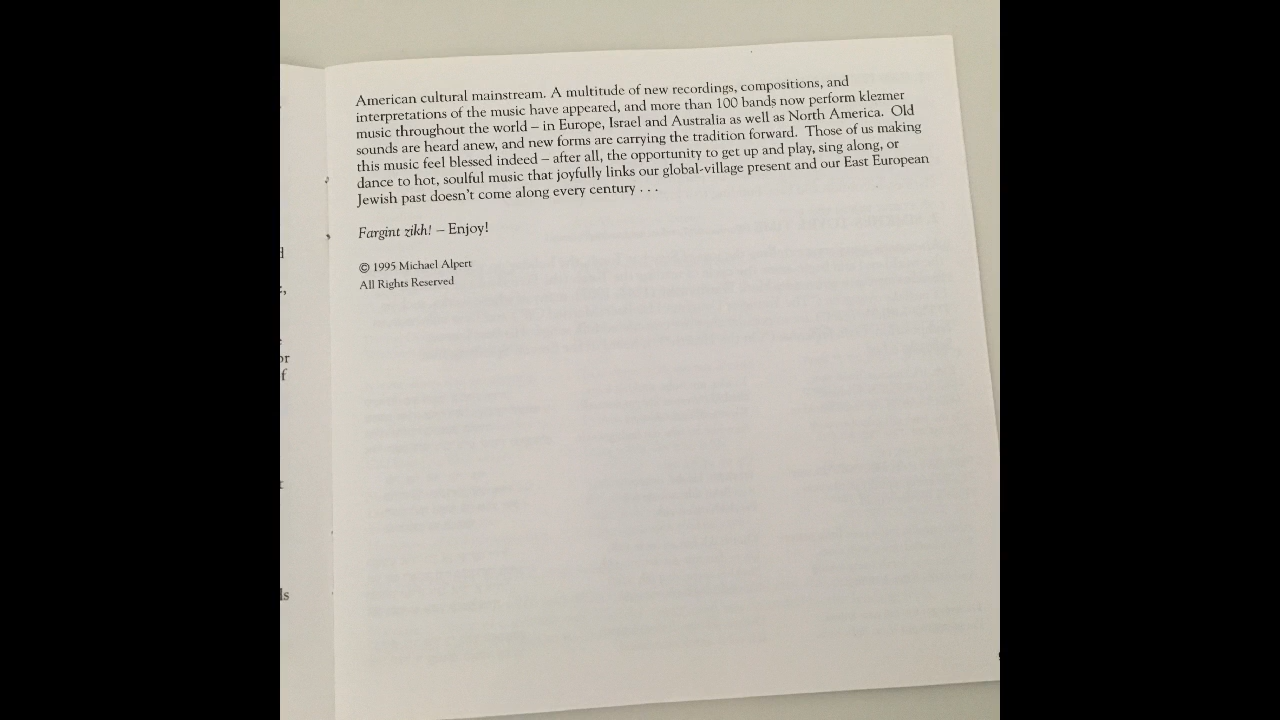 American cultural mainstream. A multitude of new recordings, compositions, and
interpretations of the music have appeared, and more than 100 bands now perform klezmer
music throughout the world – in Europe, Israel and Australia as well as North America. Old
sounds are heard anew, and new forms are carrying the tradition forward. Those of us making
this music feel blessed indeed – after all, the opportunity to get up and play, sing along, or
dance to hot, soulful music that joyfully links our global-village present and our East European
Jewish past doesn't come along every century . . .
Fargint zikh! – Enjoy!
© 1995 Michael Alpert
All Rights Reserved